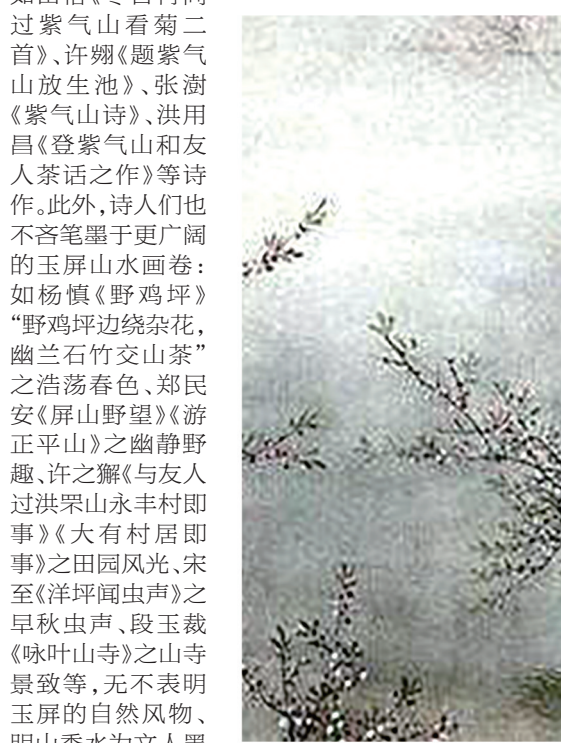 过紫气山看菊二
首》、许翙《题紫气
山放生池》、张澍
《紫气山诗》、洪用
昌《登紫气山和友
人茶话之作》等诗
作。此外,诗人们也
不吝笔墨于更广阔
的玉屏山水画卷:
如杨慎《野鸡坪》
“野鸡坪边绕杂花,
幽兰石竹交山茶”
之浩荡春色、郑民
安《屏山野望》《游
正平山》之幽静野
趣、许之獬《与友人
过洪罘山永丰村即
事》《大有村居即
事》之田园风光、宋
至《洋坪闻虫声》之
早秋虫声、段玉裁
《咏叶山寺》之山寺
景致等,无不表明
玉屏的自然风物、